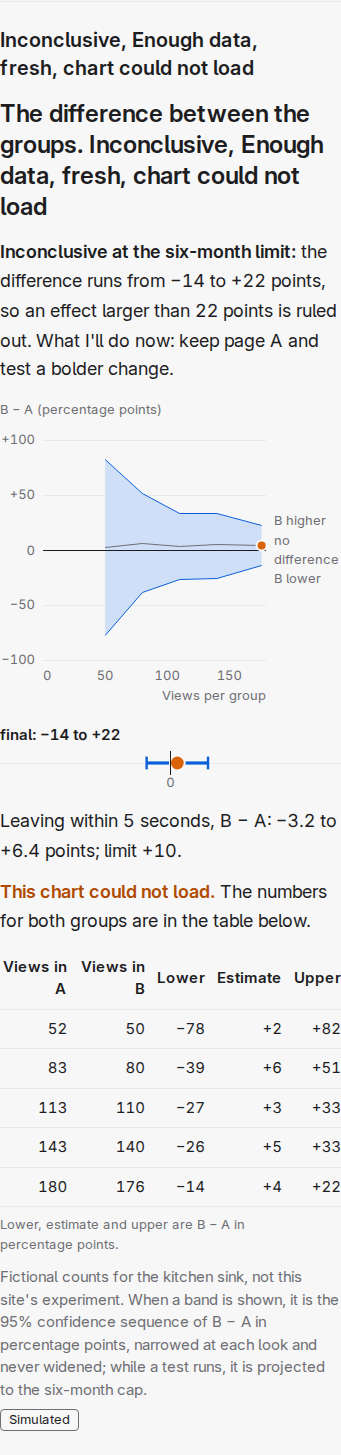 Inconclusive, Enough data,
fresh, chart could not load
The difference between the
groups. Inconclusive, Enough
data, fresh, chart could not
load
Inconclusive at the six-month limit: the
difference runs from −14 to +22 points,
so an effect larger than 22 points is ruled
out. What I'll do now: keep page A and
test a bolder change.
B − A (percentage points)
+100
+50
0
−50
−100
B higher
no
difference
B lower
0 50 100 150
Views per group
final: −14 to +22
0
Leaving within 5 seconds, B − A: −3.2 to
+6.4 points; limit +10.
This chart could not load. The numbers
for both groups are in the table below.
Views in A Views in B Lower Estimate Upper
52 50 −78 +2 +82
83 80 −39 +6 +51
113 110 −27 +3 +33
143 140 −26 +5 +33
180 176 −14 +4 +22
Lower, estimate and upper are B − A in
percentage points.
Fictional counts for the kitchen sink, not this
site's experiment. When a band is shown, it is the
95% confidence sequence of B − A in
percentage points, narrowed at each look and
never widened; while a test runs, it is projected
to the six-month cap.
Simulated